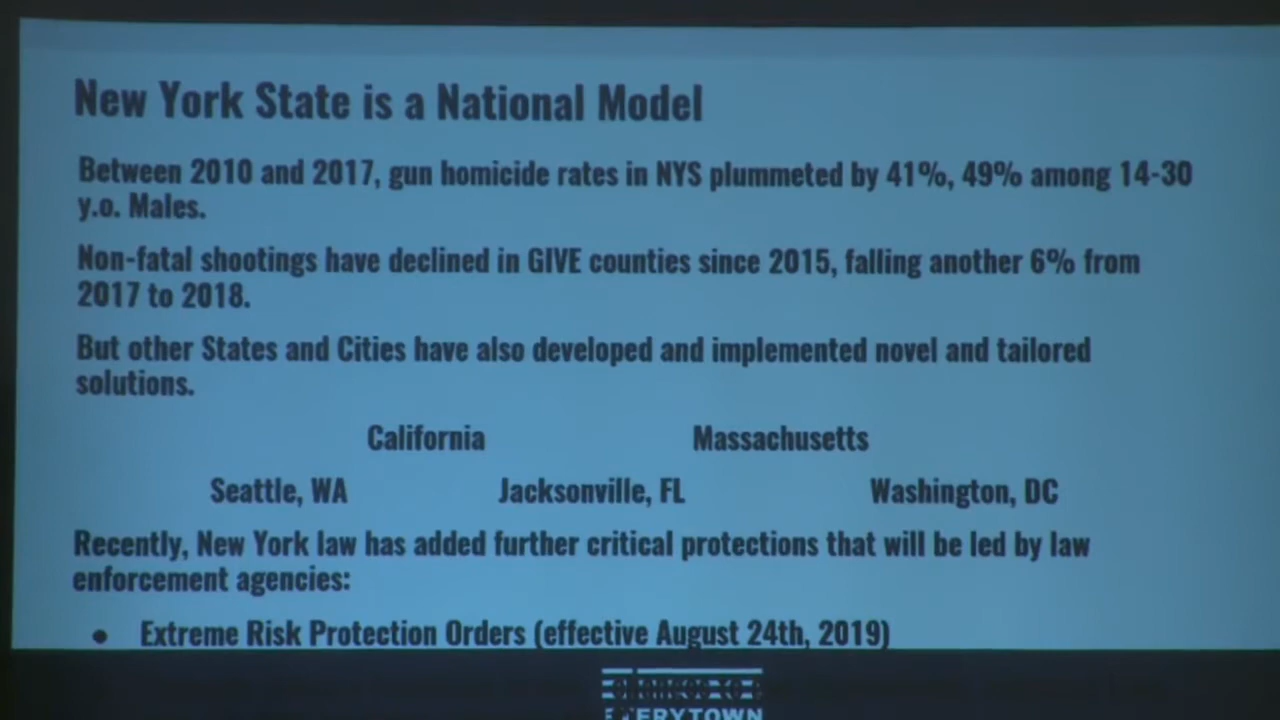 New York State is a National Model
Between 2010 and 2017, gun homicide rates in NYS plummeted by 41%, 49% among 14-30
y.o. Males.
Non-fatal shootings have declined in GIVE counties since 2015, falling another 6% from
2017 to 2018.
But other States and Cities have also developed and implemented novel and tailored
solutions.
California Massachusetts
Seattle, WA Jacksonville, FL Washington, DC
Recently, New York law has added further critical protections that will be led by law
enforcement agencies:
● Extreme Risk Protection Orders (effective August 24th, 2019)